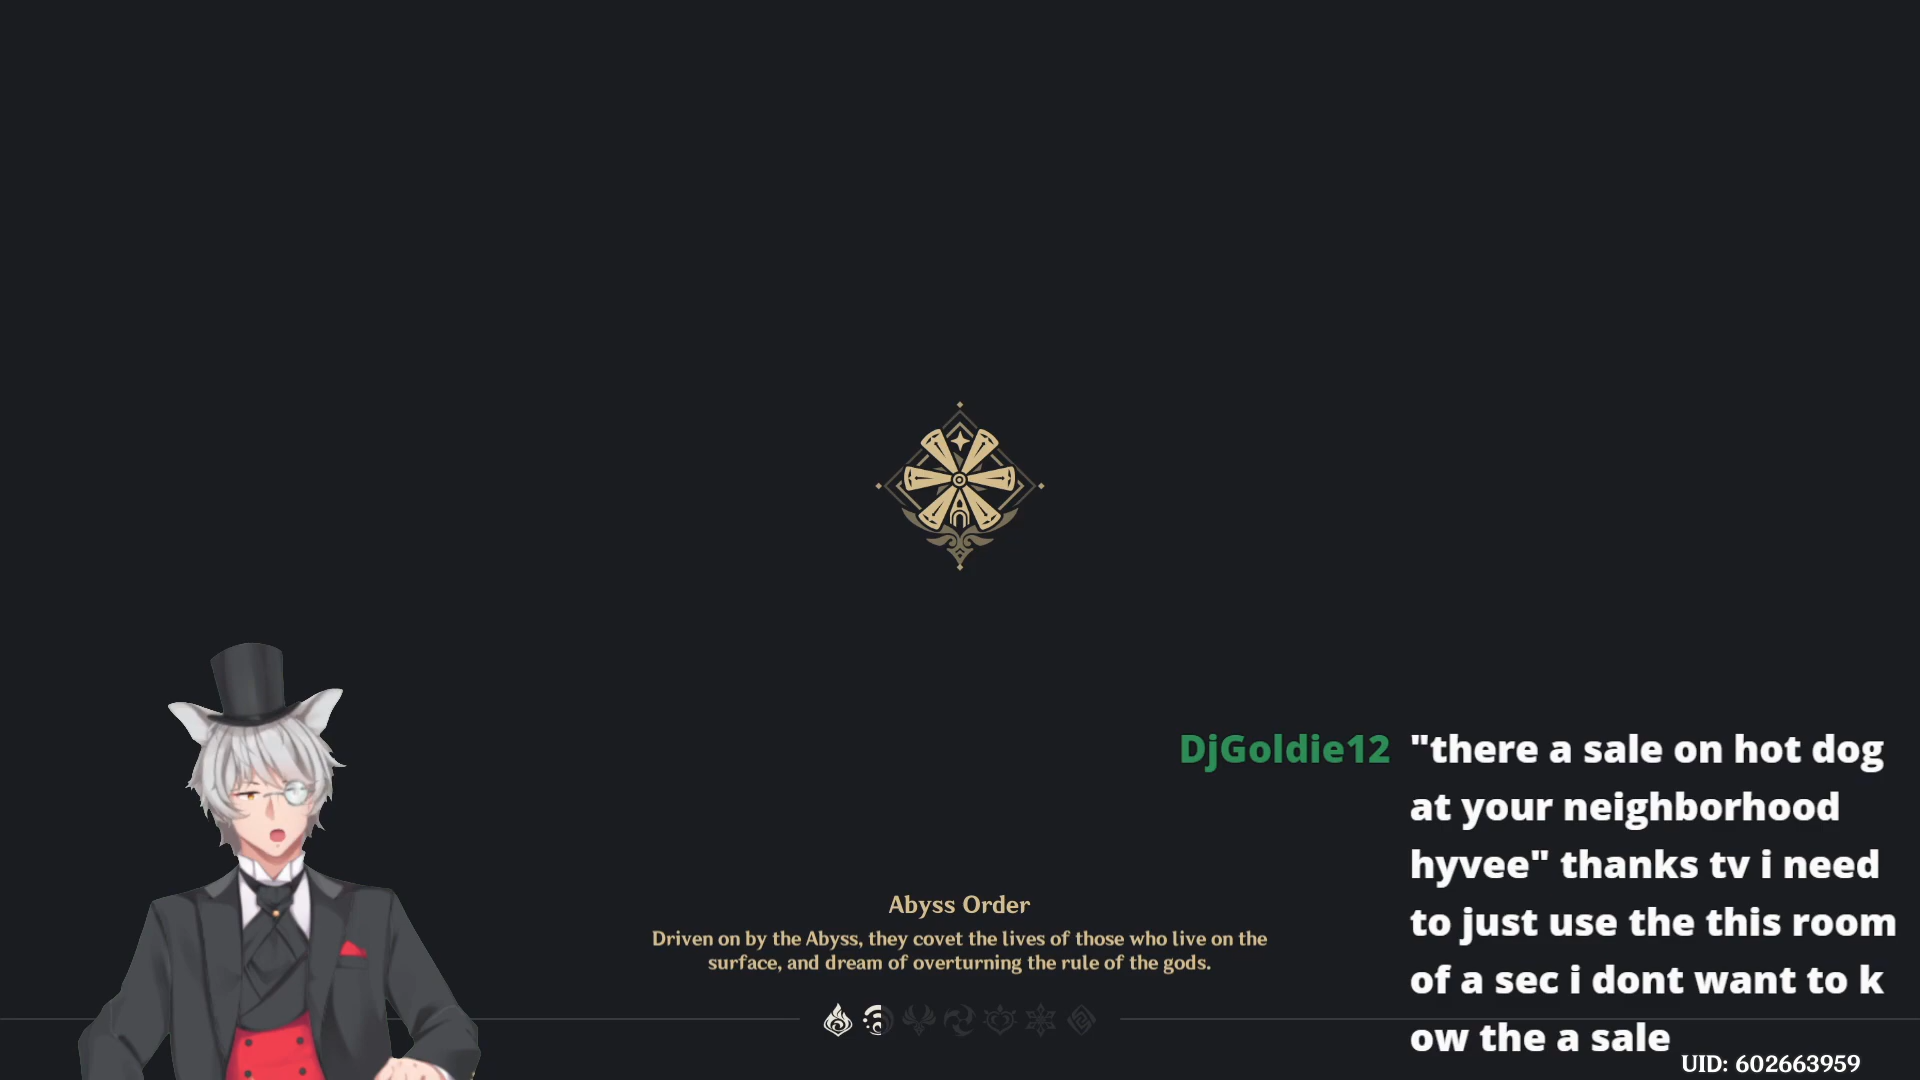 DjGoldie12 "there a sale on hot dog
at your neighborhood
hyvee" thanks tv i need
to just use the this room
of a sec i dont want to k
ow the a sale
Abyss Order
Driven on by the Abyss, they covet the lives of those who live on the
surface, and dream of overturning the rule of the gods.
UID: 602663959